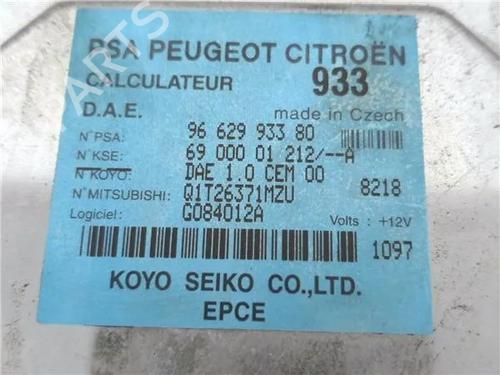 PSA PEUGEOT CITROËN
CALCULATEUR 933
D.A.E. made in Czech
N°PSA: 96 629 933 80
N°KSE: 69 000 01 212/--A
N°KOYO: DAE 1.0 CEM 00
N°MITSUBISHI: Q1T26371MZU 8218
Logiciel: G084012A Volts : +12V
1097
KOYO SEIKO CO.,LTD.
EPCE